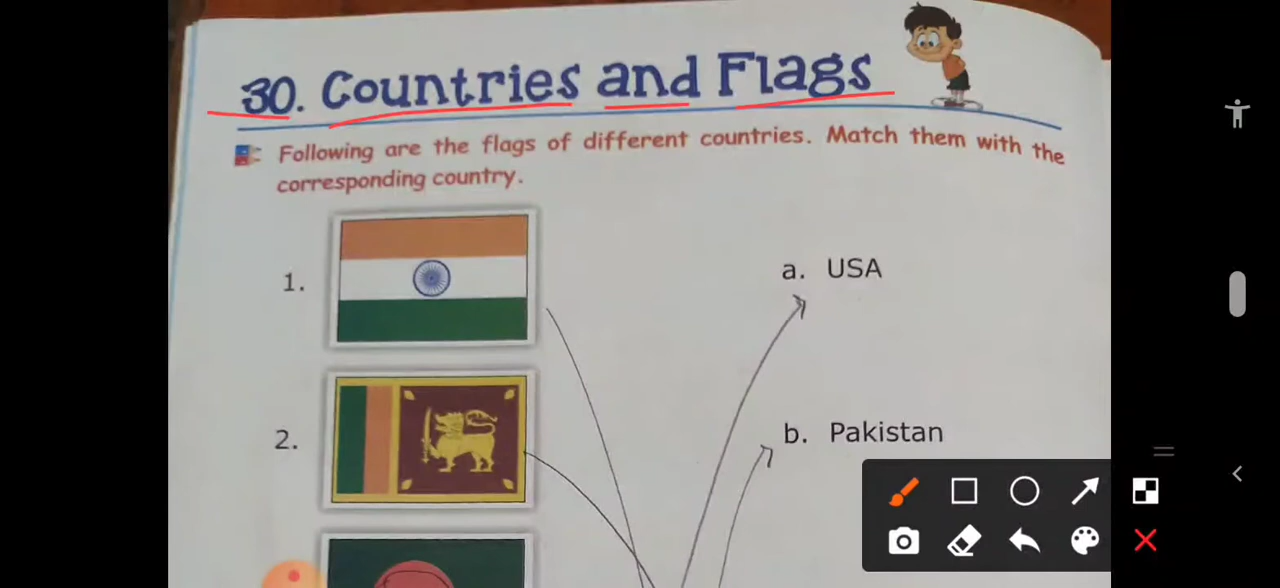 30. Countries and Flags
Following are the flags of different countries. Match them with the
corresponding country.
1.
a. USA
2.
b. Pakistan